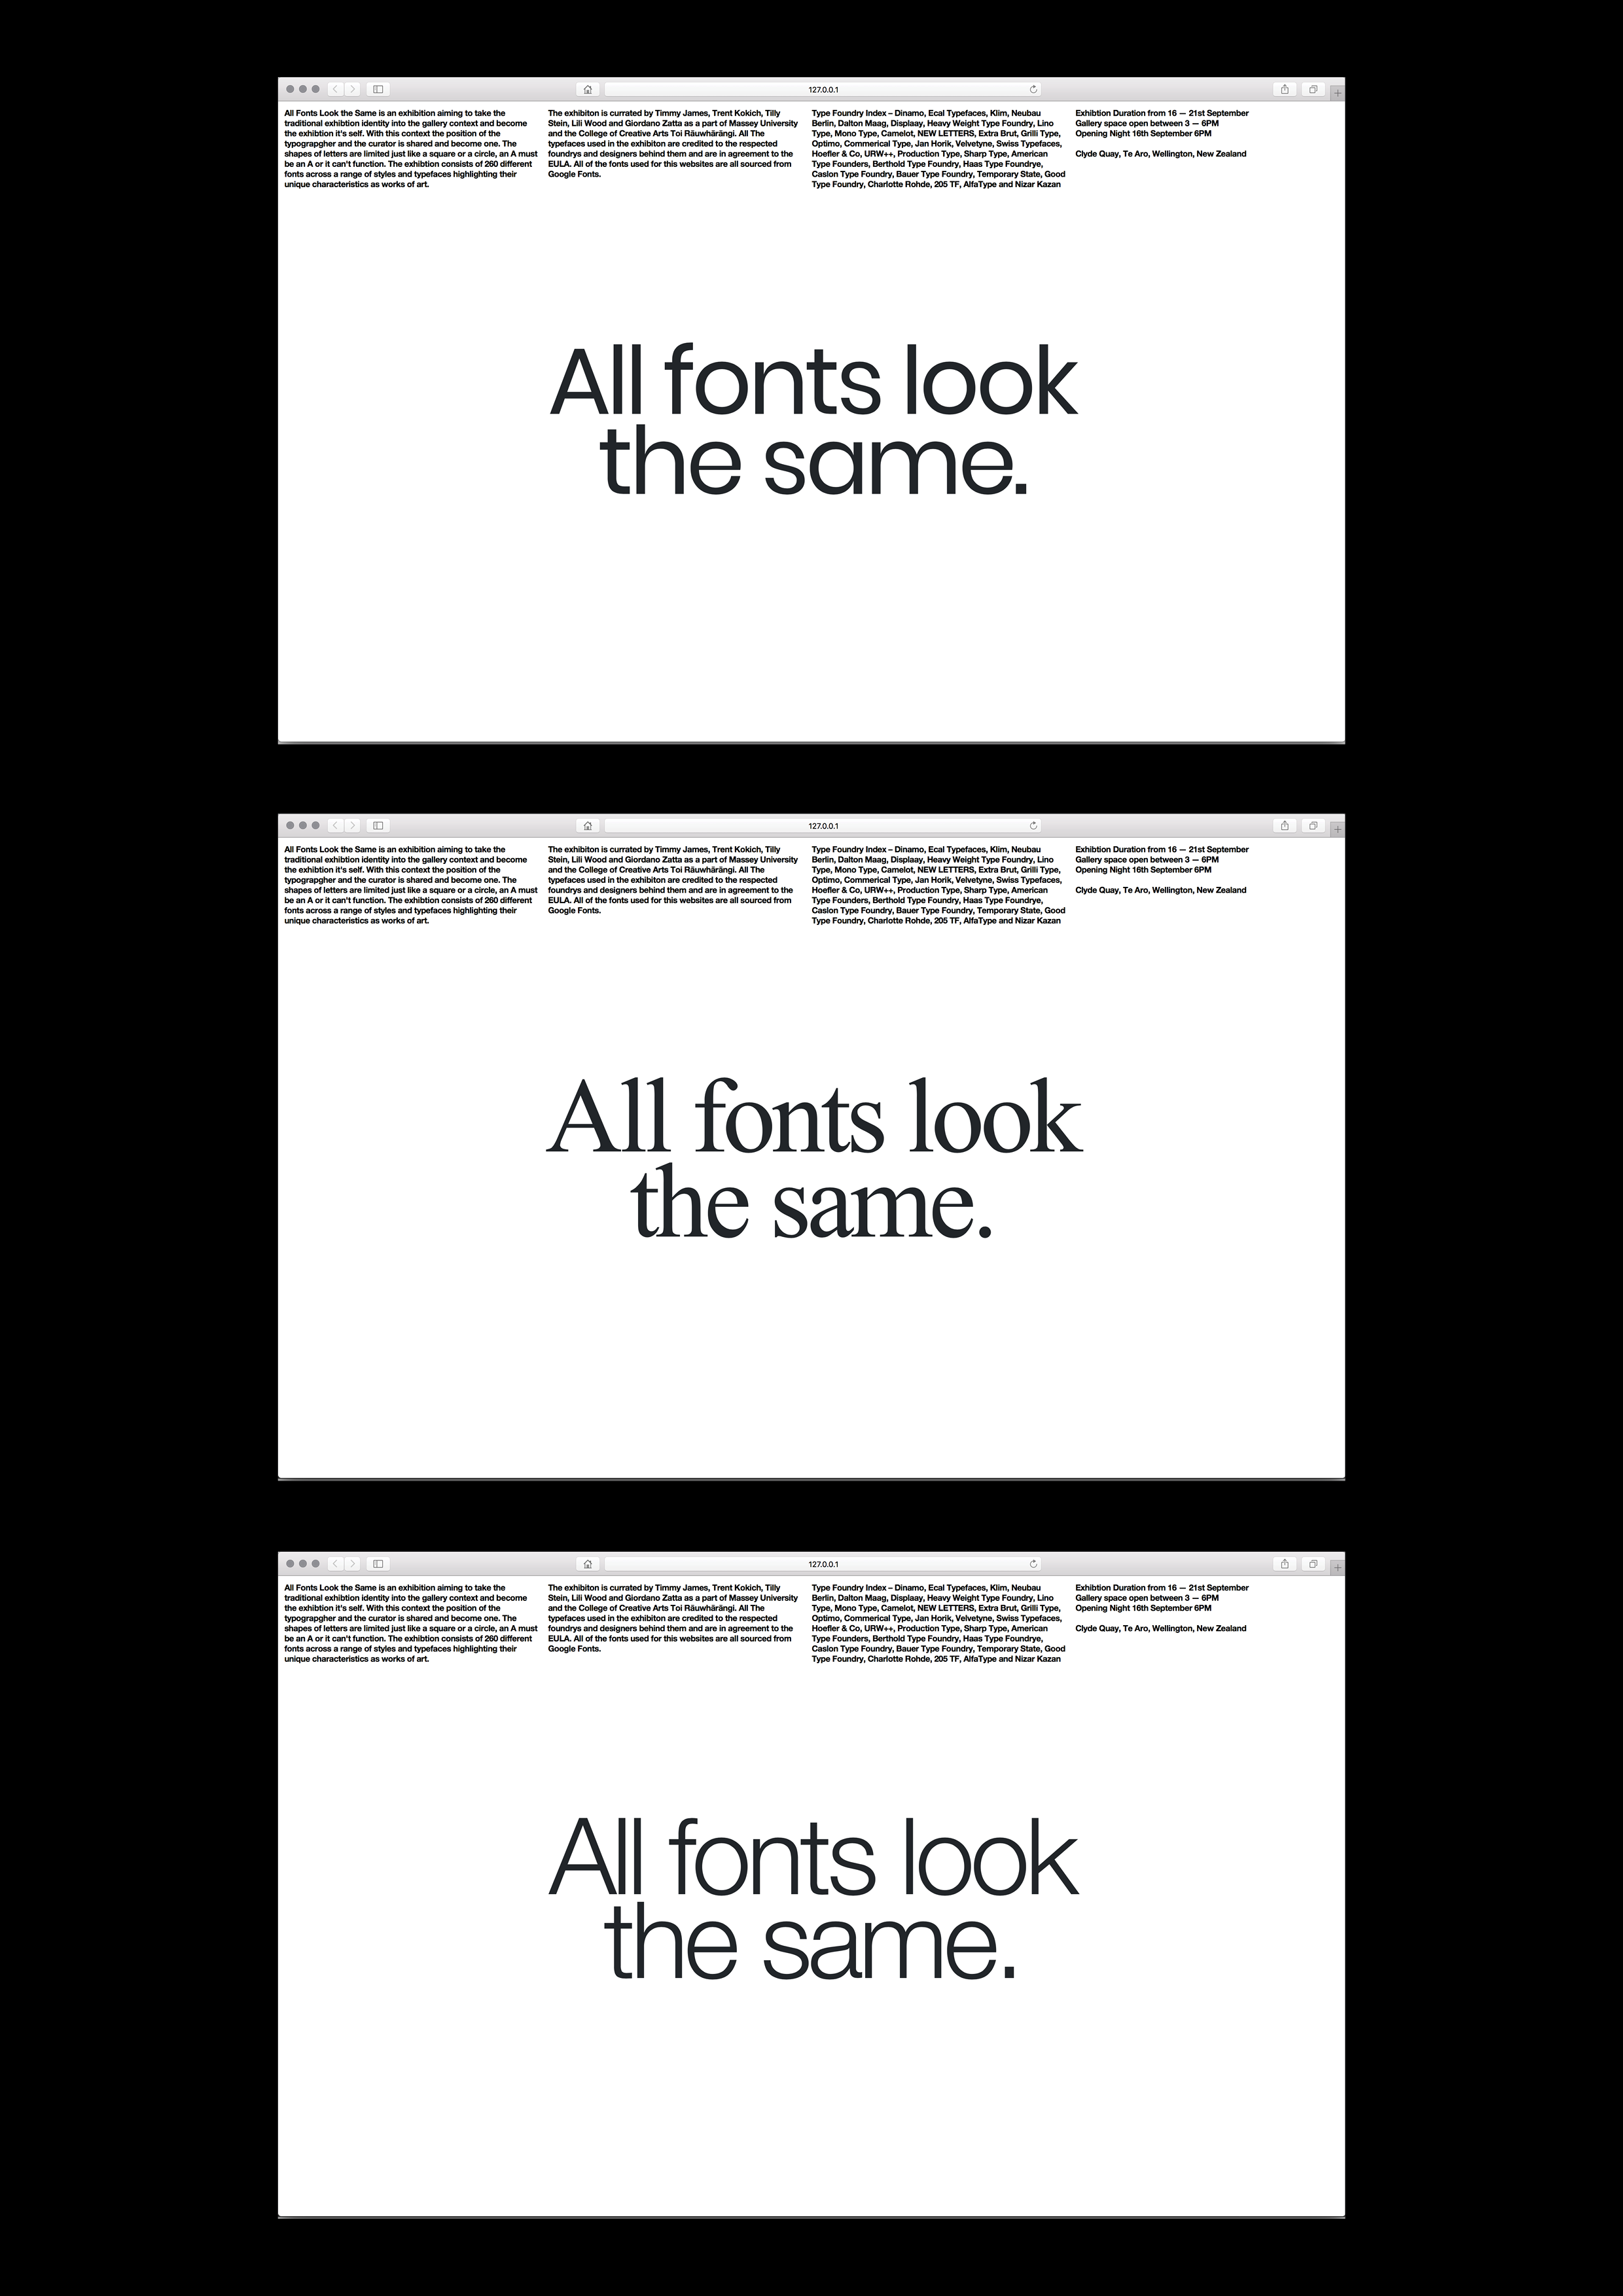 127.0.0.1
All Fonts Look the Same is an exhibition aiming to take the
traditional exhibtion identity into the gallery context and become
the exhibtion it's self. With this context the position of the
typograpgher and the curator is shared and become one. The
shapes of letters are limited just like a square or a circle, an A must
be an A or it can't function. The exhibtion consists of 260 different
fonts across a range of styles and typefaces highlighting their
unique characteristics as works of art.
The exhibiton is currated by Timmy James, Trent Kokich, Tilly
Stein, Lili Wood and Giordano Zatta as a part of Massey University
and the College of Creative Arts Toi Rāuwhārāngi. All The
typefaces used in the exhibiton are credited to the respected
foundrys and designers behind them and are in agreement to the
EULA. All of the fonts used for this websites are all sourced from
Google Fonts.
Type Foundry Index – Dinamo, Ecal Typefaces, Klim, Neubau
Berlin, Dalton Maag, Displaay, Heavy Weight Type Foundry, Lino
Type, Mono Type, Camelot, NEW LETTERS, Extra Brut, Grilli Type,
Optimo, Commerical Type, Jan Horik, Velvetyne, Swiss Typefaces,
Hoefler & Co, URW++, Production Type, Sharp Type, American
Type Founders, Berthold Type Foundry, Haas Type Foundrye,
Caslon Type Foundry, Bauer Type Foundry, Temporary State, Good
Type Foundry, Charlotte Rohde, 205 TF, AlfaType and Nizar Kazan
Exhibtion Duration from 16 — 21st September
Gallery space open between 3 — 6PM
Opening Night 16th September 6PM
Clyde Quay, Te Aro, Wellington, New Zealand
All fonts look
the same.
127.0.0.1
All Fonts Look the Same is an exhibition aiming to take the
traditional exhibtion identity into the gallery context and become
the exhibtion it's self. With this context the position of the
typograpgher and the curator is shared and become one. The
shapes of letters are limited just like a square or a circle, an A must
be an A or it can't function. The exhibtion consists of 260 different
fonts across a range of styles and typefaces highlighting their
unique characteristics as works of art.
The exhibiton is currated by Timmy James, Trent Kokich, Tilly
Stein, Lili Wood and Giordano Zatta as a part of Massey University
and the College of Creative Arts Toi Rāuwhārāngi. All The
typefaces used in the exhibiton are credited to the respected
foundrys and designers behind them and are in agreement to the
EULA. All of the fonts used for this websites are all sourced from
Google Fonts.
Type Foundry Index – Dinamo, Ecal Typefaces, Klim, Neubau
Berlin, Dalton Maag, Displaay, Heavy Weight Type Foundry, Lino
Type, Mono Type, Camelot, NEW LETTERS, Extra Brut, Grilli Type,
Optimo, Commerical Type, Jan Horik, Velvetyne, Swiss Typefaces,
Hoefler & Co, URW++, Production Type, Sharp Type, American
Type Founders, Berthold Type Foundry, Haas Type Foundrye,
Caslon Type Foundry, Bauer Type Foundry, Temporary State, Good
Type Foundry, Charlotte Rohde, 205 TF, AlfaType and Nizar Kazan
Exhibtion Duration from 16 — 21st September
Gallery space open between 3 — 6PM
Opening Night 16th September 6PM
Clyde Quay, Te Aro, Wellington, New Zealand
All fonts look
the same.
127.0.0.1
All Fonts Look the Same is an exhibition aiming to take the
traditional exhibtion identity into the gallery context and become
the exhibtion it's self. With this context the position of the
typograpgher and the curator is shared and become one. The
shapes of letters are limited just like a square or a circle, an A must
be an A or it can't function. The exhibtion consists of 260 different
fonts across a range of styles and typefaces highlighting their
unique characteristics as works of art.
The exhibiton is currated by Timmy James, Trent Kokich, Tilly
Stein, Lili Wood and Giordano Zatta as a part of Massey University
and the College of Creative Arts Toi Rāuwhārāngi. All The
typefaces used in the exhibiton are credited to the respected
foundrys and designers behind them and are in agreement to the
EULA. All of the fonts used for this websites are all sourced from
Google Fonts.
Type Foundry Index – Dinamo, Ecal Typefaces, Klim, Neubau
Berlin, Dalton Maag, Displaay, Heavy Weight Type Foundry, Lino
Type, Mono Type, Camelot, NEW LETTERS, Extra Brut, Grilli Type,
Optimo, Commerical Type, Jan Horik, Velvetyne, Swiss Typefaces,
Hoefler & Co, URW++, Production Type, Sharp Type, American
Type Founders, Berthold Type Foundry, Haas Type Foundrye,
Caslon Type Foundry, Bauer Type Foundry, Temporary State, Good
Type Foundry, Charlotte Rohde, 205 TF, AlfaType and Nizar Kazan
Exhibtion Duration from 16 — 21st September
Gallery space open between 3 — 6PM
Opening Night 16th September 6PM
Clyde Quay, Te Aro, Wellington, New Zealand
All fonts look
the same.